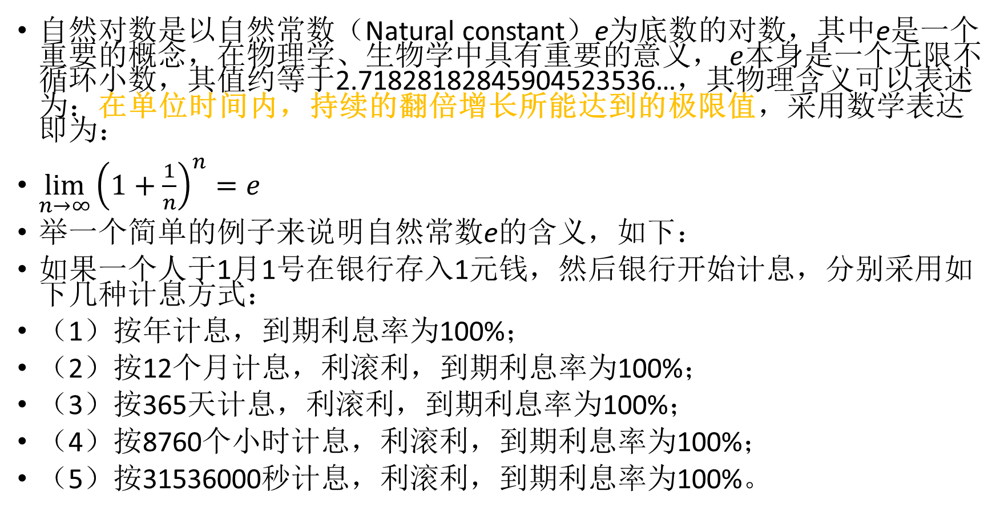 • 自然对数是以自然常数（Natural constant）e为底数的对数，其中e是一个
重要的概念，在物理学、生物学中具有重要的意义， e本身是一个无限不
循环小数，其值约等于2.718281828459045235​36…，其物理含义可以表述
为：在单位时间内，持续的翻倍增长所能达到的极限值，采用数学表达
即为：
• lim_{n→∞} (1 + 1/n)^n = e
• 举一个简单的例子来说明自然常数e的含义，如下：
• 如果一个人于1月1号在银行存入1元钱，然后银行开始计息，分别采用如
下几种计息方式：
• （1）按年计息，到期利息率为100%；
• （2）按12个月计息，利滚利，到期利息率为100%；
• （3）按365天计息，利滚利，到期利息率为100%；
• （4）按8760个小时计息，利滚利，到期利息率为100%；
• （5）按31536000秒计息，利滚利，到期利息率为100%。